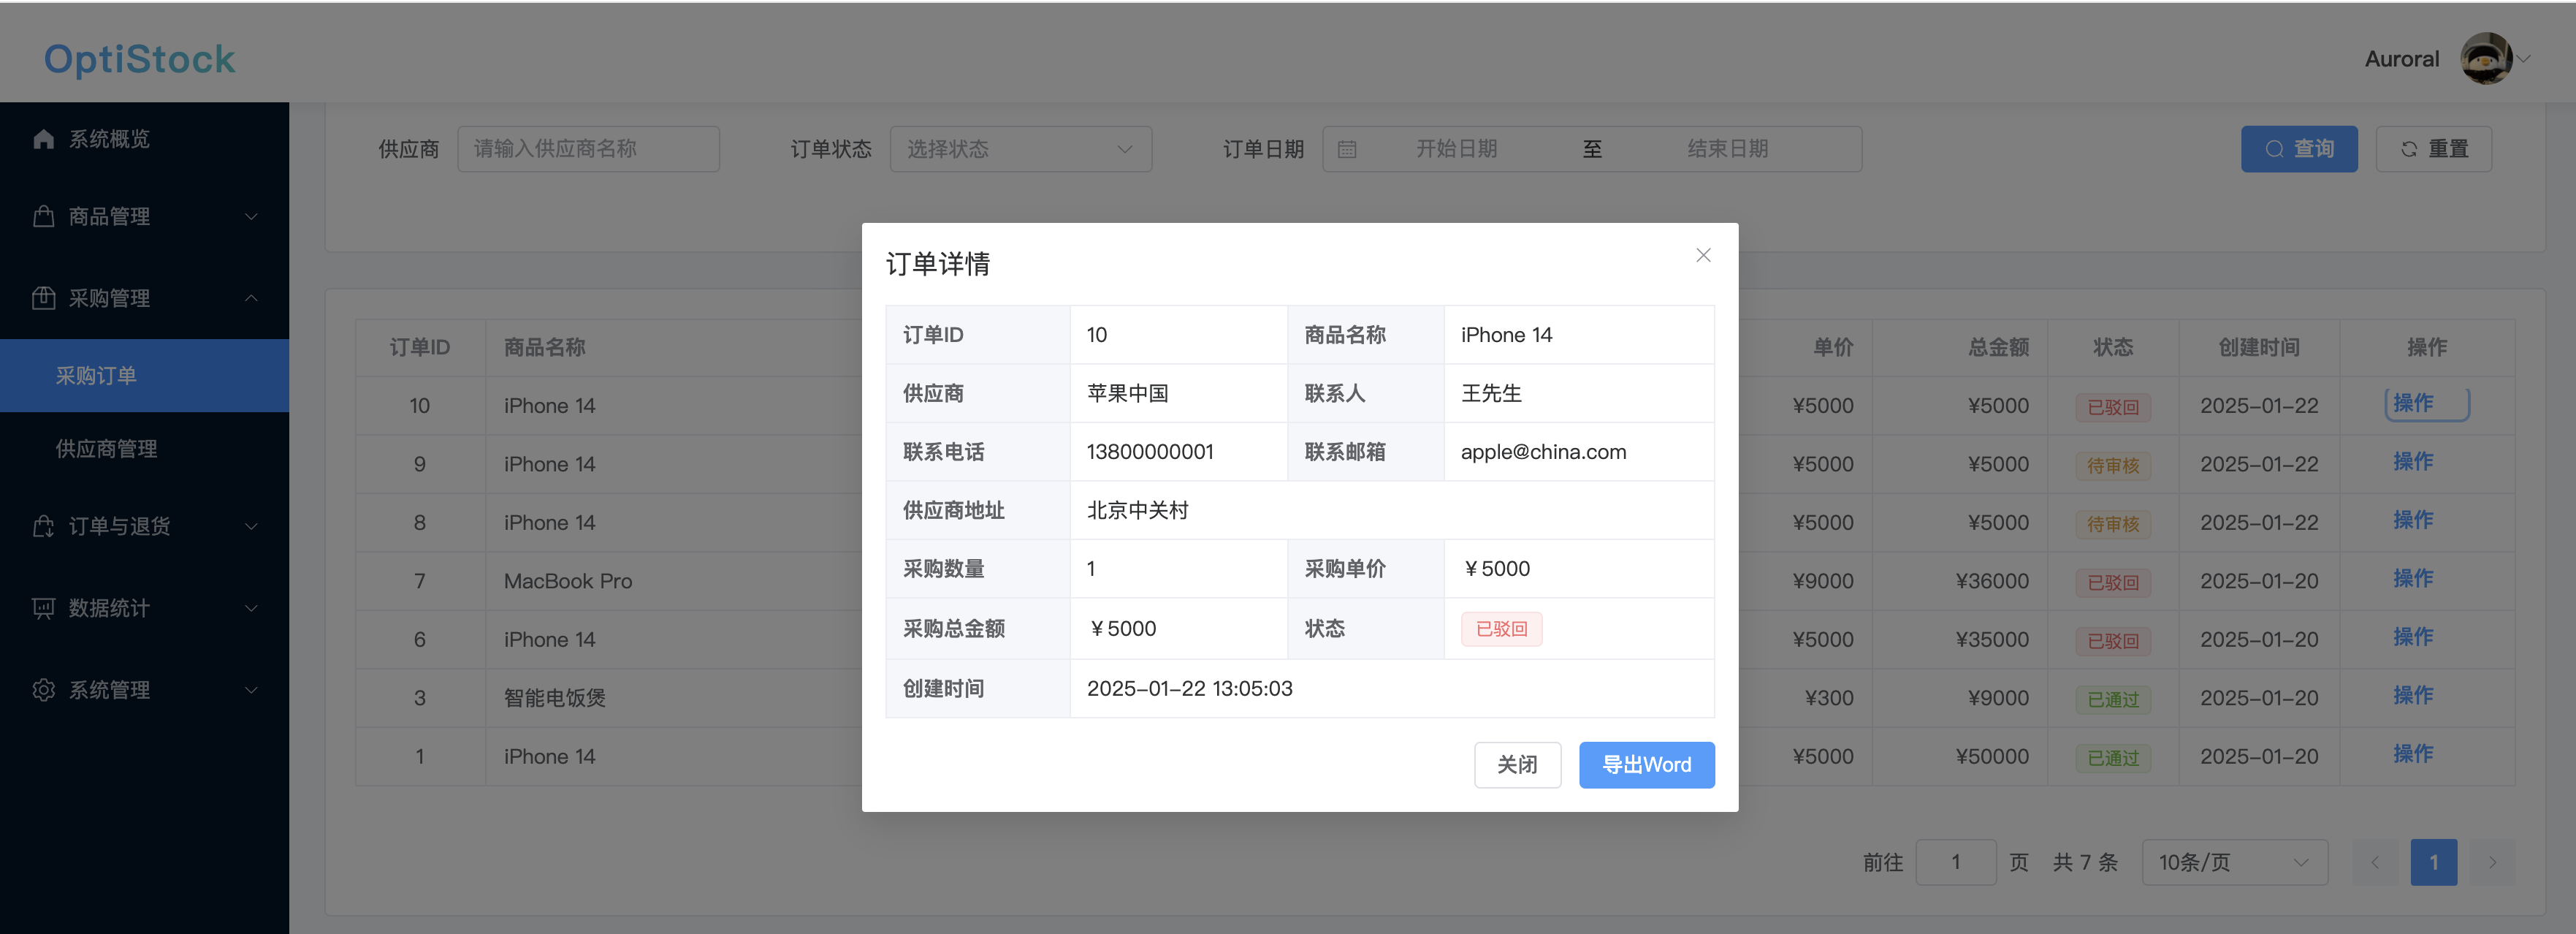 OptiStock
Auroral
系统概览
商品管理
采购管理
采购订单
供应商管理
订单与退货
数据统计
系统管理
供应商 请输入供应商名称 订单状态 选择状态 订单日期 开始日期 至 结束日期 查询 重置
订单ID 商品名称 单价 总金额 状态 创建时间 操作
10 iPhone 14 ¥5000 ¥5000 已驳回 2025-01-22 操作
9 iPhone 14 ¥5000 ¥5000 待审核 2025-01-22 操作
8 iPhone 14 ¥5000 ¥5000 待审核 2025-01-22 操作
7 MacBook Pro ¥9000 ¥36000 已驳回 2025-01-20 操作
6 iPhone 14 ¥5000 ¥35000 已驳回 2025-01-20 操作
3 智能电饭煲 ¥300 ¥9000 已通过 2025-01-20 操作
1 iPhone 14 ¥5000 ¥50000 已通过 2025-01-20 操作
前往 1 页 共 7 条 10条/页 1
订单详情
订单ID 10 商品名称 iPhone 14
供应商 苹果中国 联系人 王先生
联系电话 13800000001 联系邮箱 apple@china.com
供应商地址 北京中关村
采购数量 1 采购单价 ￥5000
采购总金额 ￥5000 状态 已驳回
创建时间 2025-01-22 13:05:03
关闭 导出Word